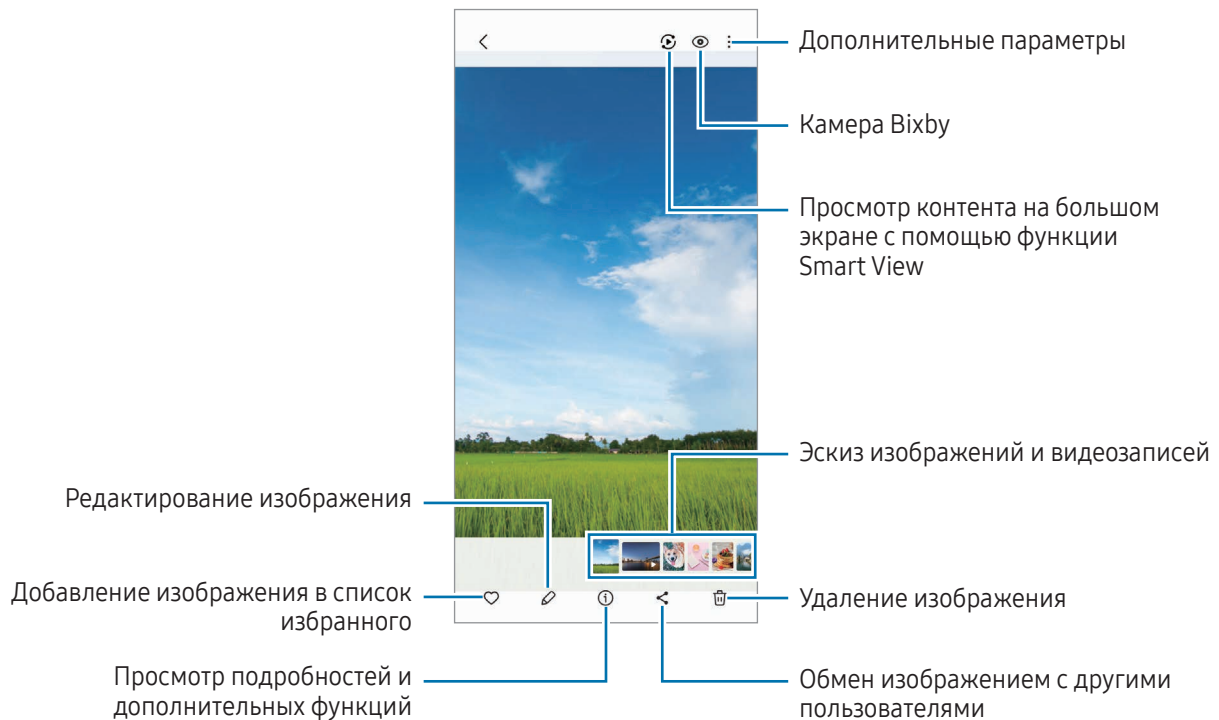 Дополнительные параметры
Камера Bixby
Просмотр контента на большом
экране с помощью функции
Smart View
Эскиз изображений и видеозаписей
Редактирование изображения
Добавление изображения в список
избранного
Удаление изображения
Просмотр подробностей и
дополнительных функций
Обмен изображением с другими
пользователями